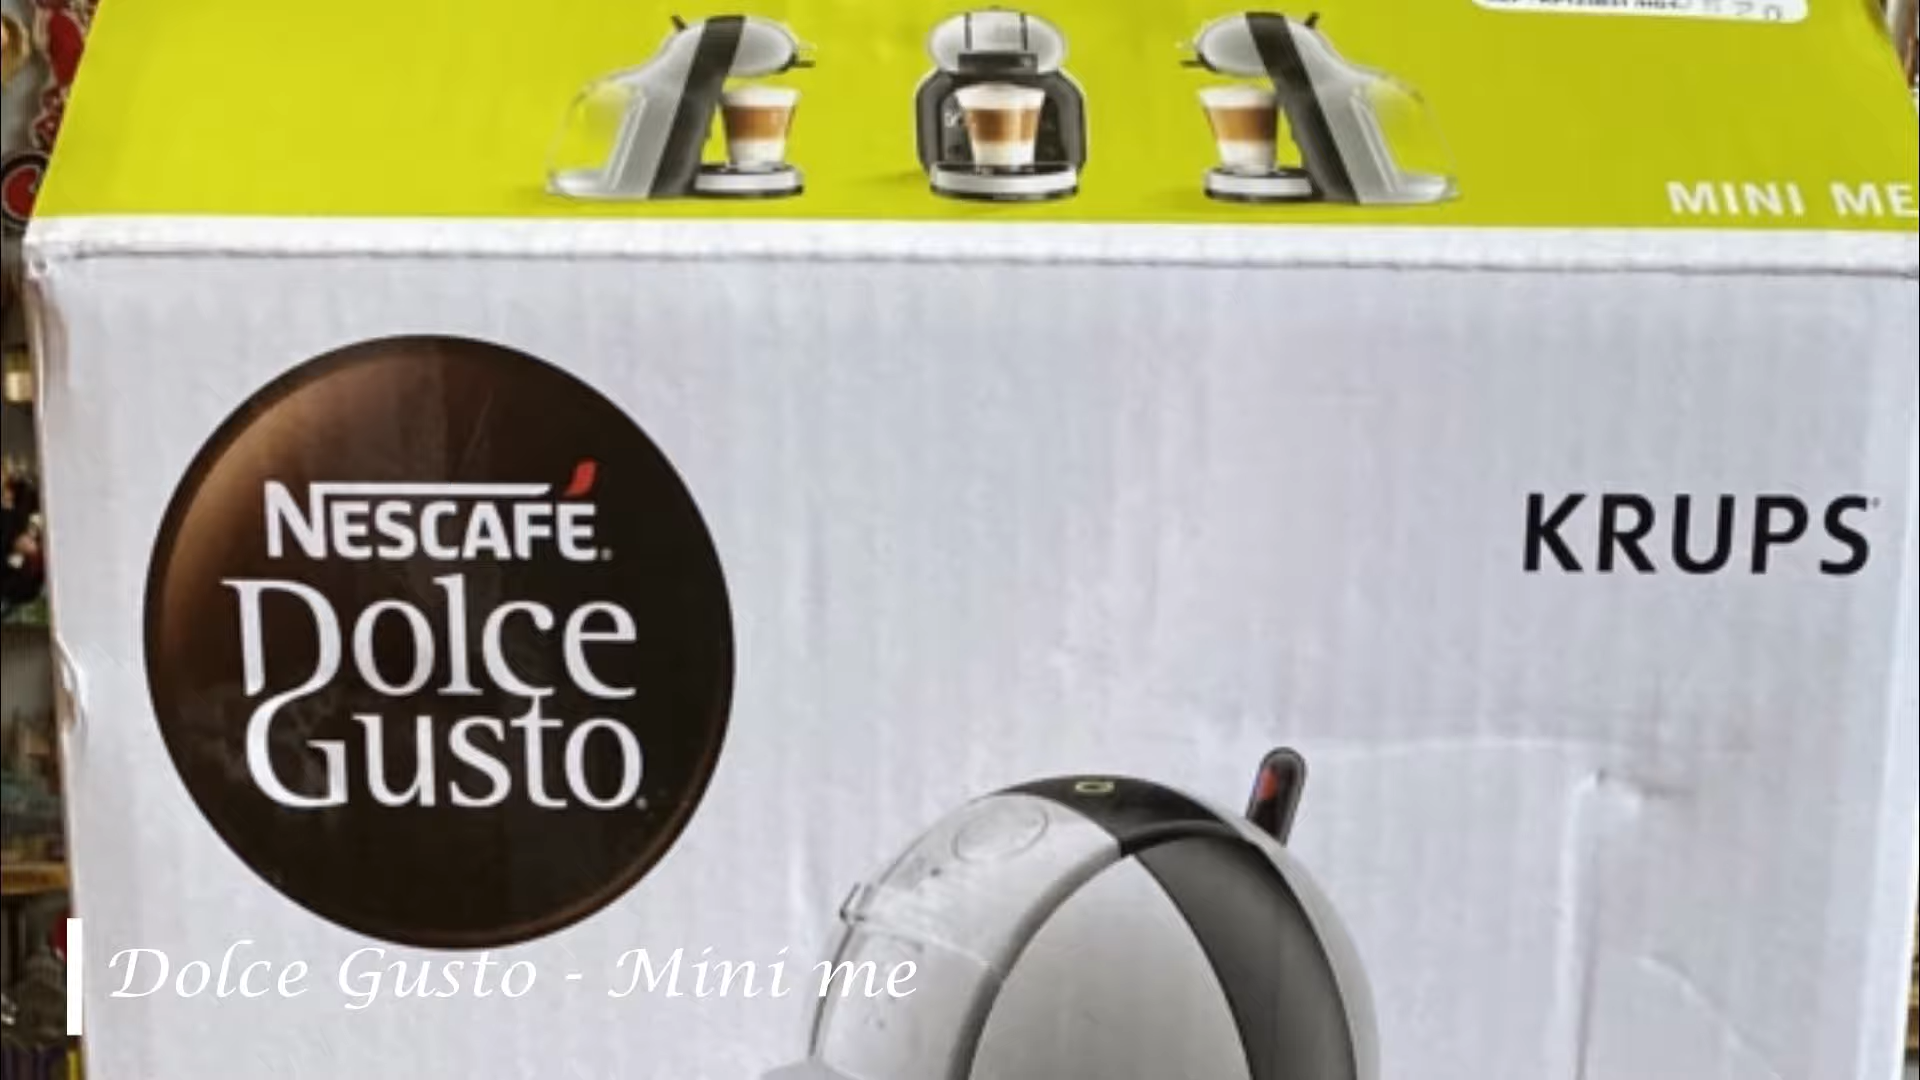 MINI ME
NESCAFÉ.
Dolce
Gusto.
KRUPS
Dolce Gusto - Mini me